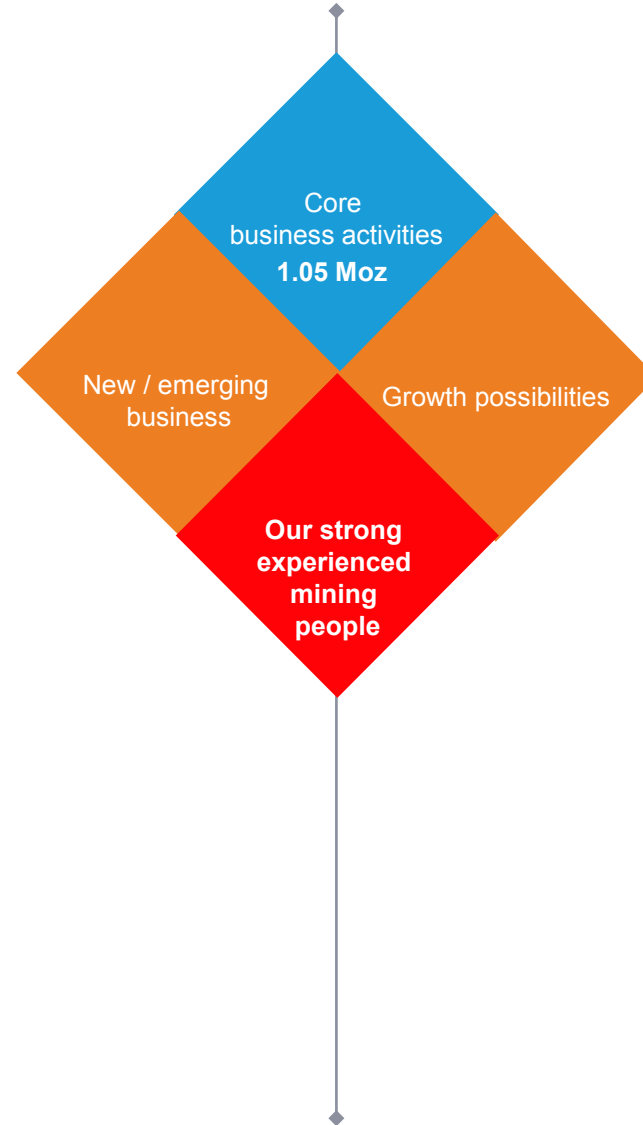 Core
business activities
1.05 Moz
New / emerging
business
Growth possibilities
Our strong
experienced
mining
people